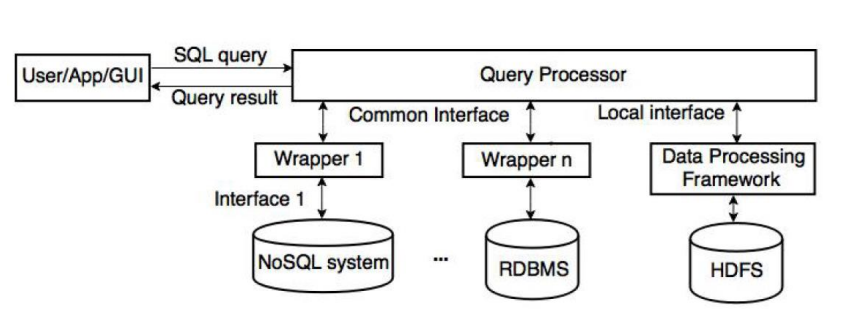 SQL query
User/App/GUI
Query Processor
Query result
Common Interface
Local interface
Wrapper 1
Wrapper n
Data Processing
Framework
Interface 1
NoSQL system
...
RDBMS
HDFS